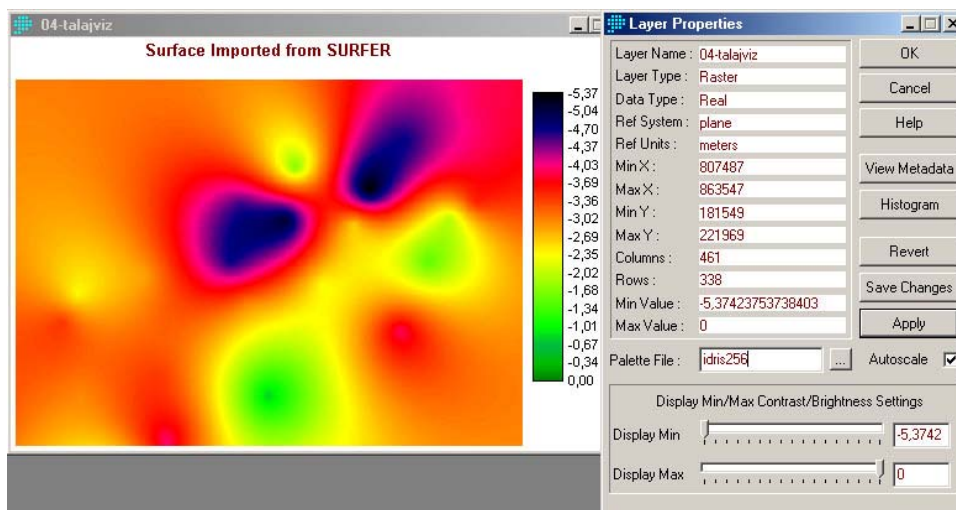 04-talajviz
Surface Imported from SURFER
-5,37
-5,04
-4,70
-4,37
-4,03
-3,69
-3,36
-3,02
-2,69
-2,35
-2,02
-1,68
-1,34
-1,01
-0,67
-0,34
0,00
Layer Properties
Layer Name : 04-talajviz
Layer Type : Raster
Data Type : Real
Ref System : plane
Ref Units : meters
Min X : 807487
Max X : 863547
Min Y : 181549
Max Y : 221969
Columns : 461
Rows : 338
Min Value : -5,37423753738403
Max Value : 0
Palette File : idris256 ...
Autoscale
OK
Cancel
Help
View Metadata
Histogram
Revert
Save Changes
Apply
Display Min/Max Contrast/Brightness Settings
Display Min -5,3742
Display Max 0